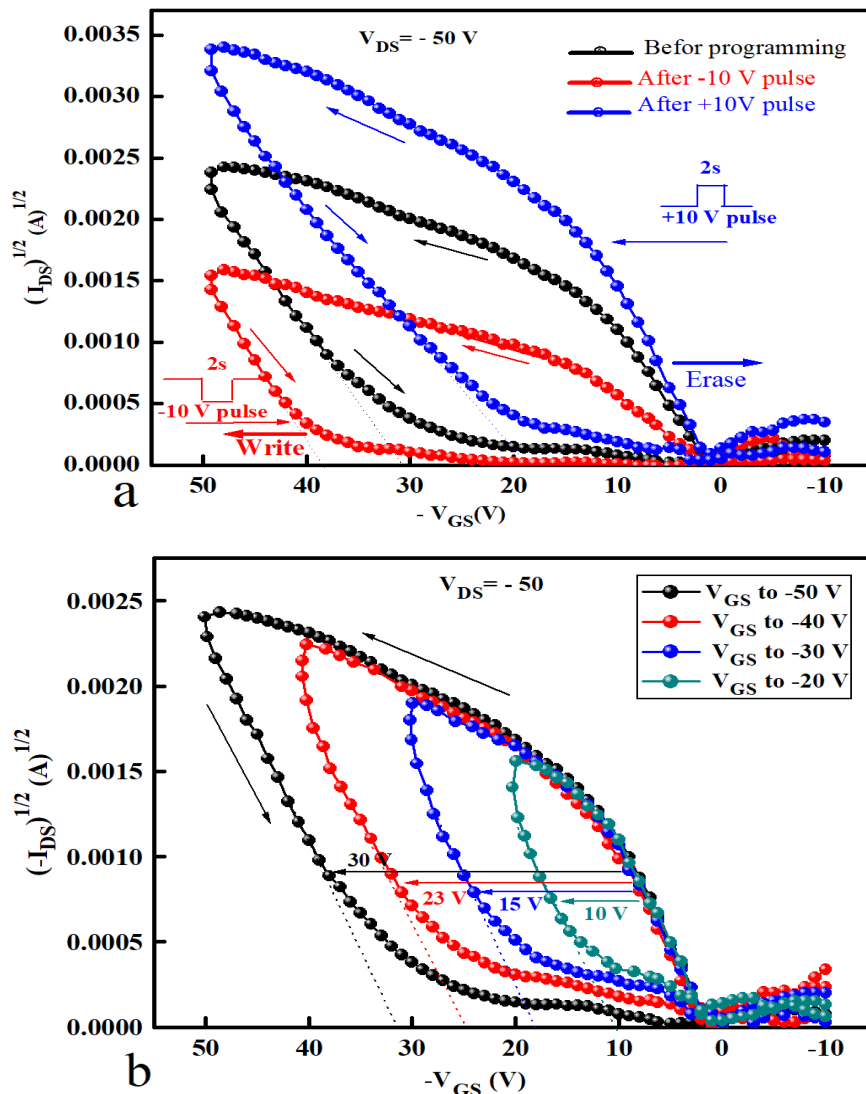 V_DS= - 50 V
Befor programming
After -10 V pulse
After +10V pulse
0.0035
0.0030
0.0025
0.0020
0.0015
0.0010
0.0005
0.0000
(I_DS)^1/2 (A)^1/2
2s
+10 V pulse
Erase
2s
-10 V pulse
Write
a
50 40 30 20 10 0 -10
- V_GS(V)
V_DS= - 50
V_GS to -50 V
V_GS to -40 V
V_GS to -30 V
V_GS to -20 V
0.0025
0.0020
0.0015
0.0010
0.0005
0.0000
(-I_DS)^1/2 (A)^1/2
30 V
23 V
15 V
10 V
b
50 40 30 20 10 0 -10
-V_GS (V)